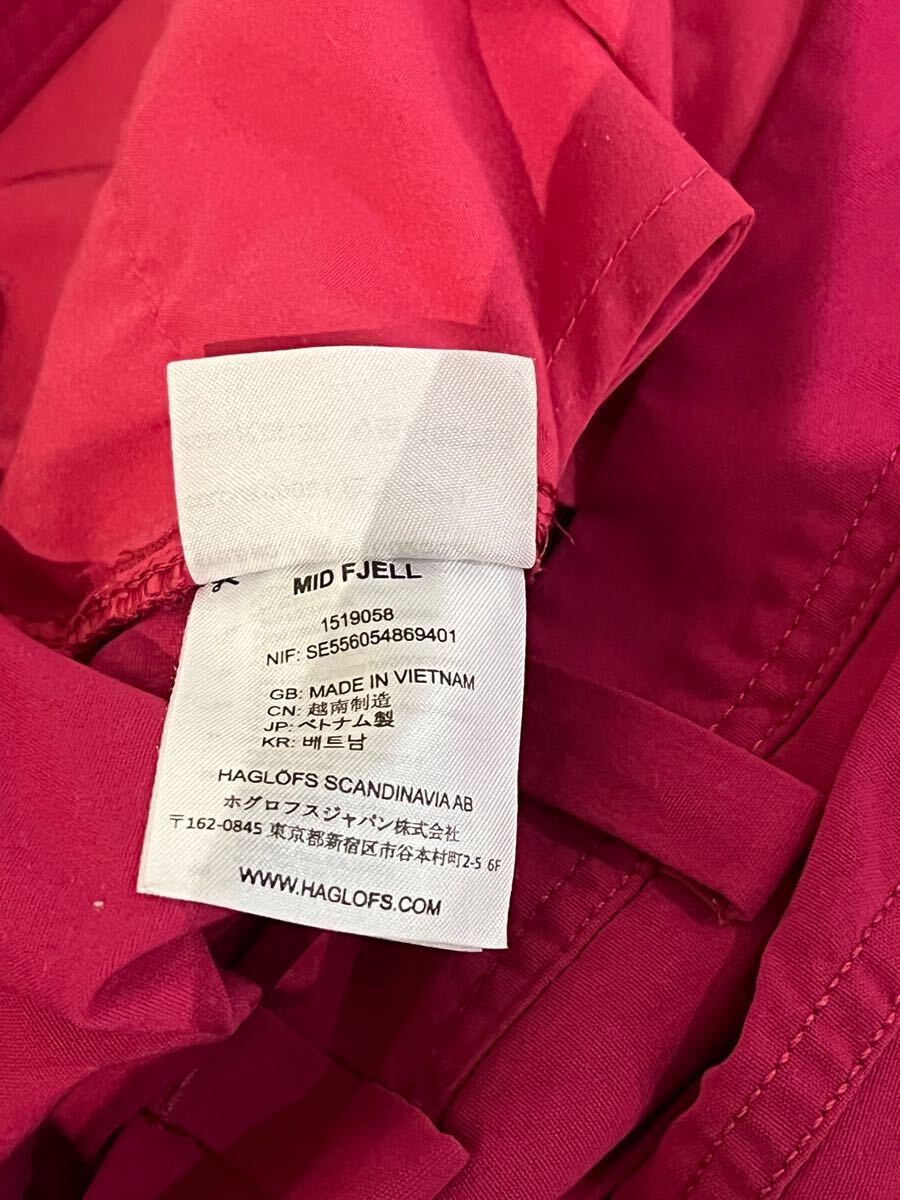 MID FJELL
1519058
NIF: SE556054869401
GB: MADE IN VIETNAM
CN: 越南制造
JP: ベトナム製
KR: 베트남
HAGLÖFS SCANDINAVIA AB
ホグロフスジャパン株式会社
〒162-0845 東京都新宿区市谷本村町2-5 6F
WWW.HAGLOFS.COM